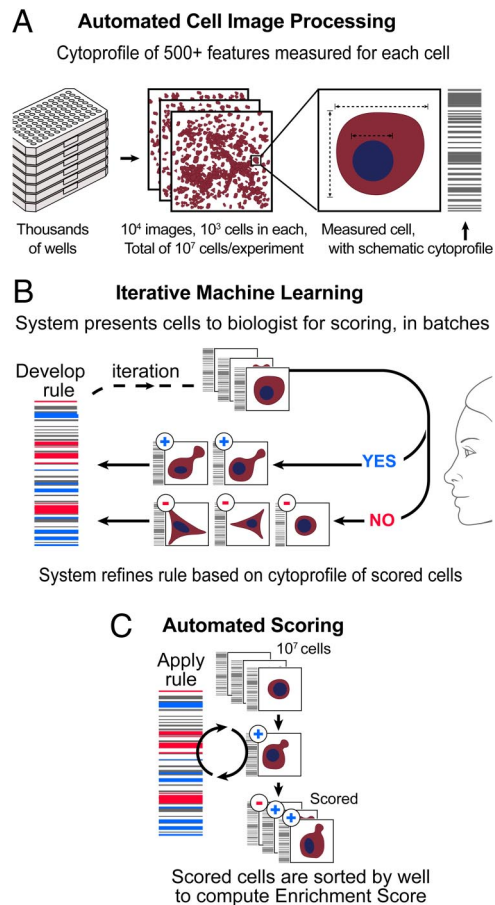 A
Automated Cell Image Processing
Cytoprofile of 500+ features measured for each cell
Thousands
of wells
10⁴ images, 10³ cells in each,
Total of 10⁷ cells/experiment
Measured cell,
with schematic cytoprofile
B
Iterative Machine Learning
System presents cells to biologist for scoring, in batches
Develop
rule
iteration
+
+
YES
-
-
-
NO
System refines rule based on cytoprofile of scored cells
C
Automated Scoring
Apply
rule
10⁷ cells
+
-
+
+
Scored
Scored cells are sorted by well
to compute Enrichment Score